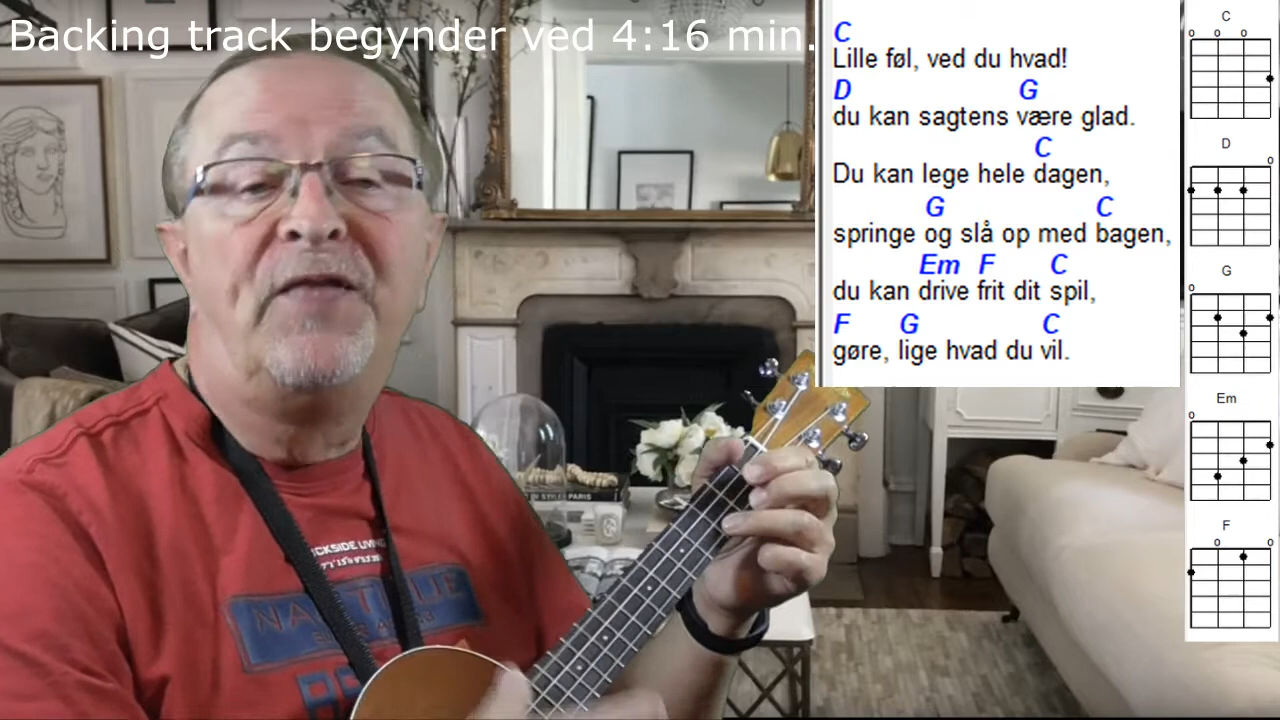 Backing track begynder ved 4:16 min.
C
Lille føl, ved du hvad!
D G
du kan sagtens være glad.
C
Du kan lege hele dagen,
G C
springe og slå op med bagen,
Em F C
du kan drive frit dit spil,
F G C
gøre, lige hvad du vil.
C
o o o
D
o
G
o
Em
o
F
o o
PARIS